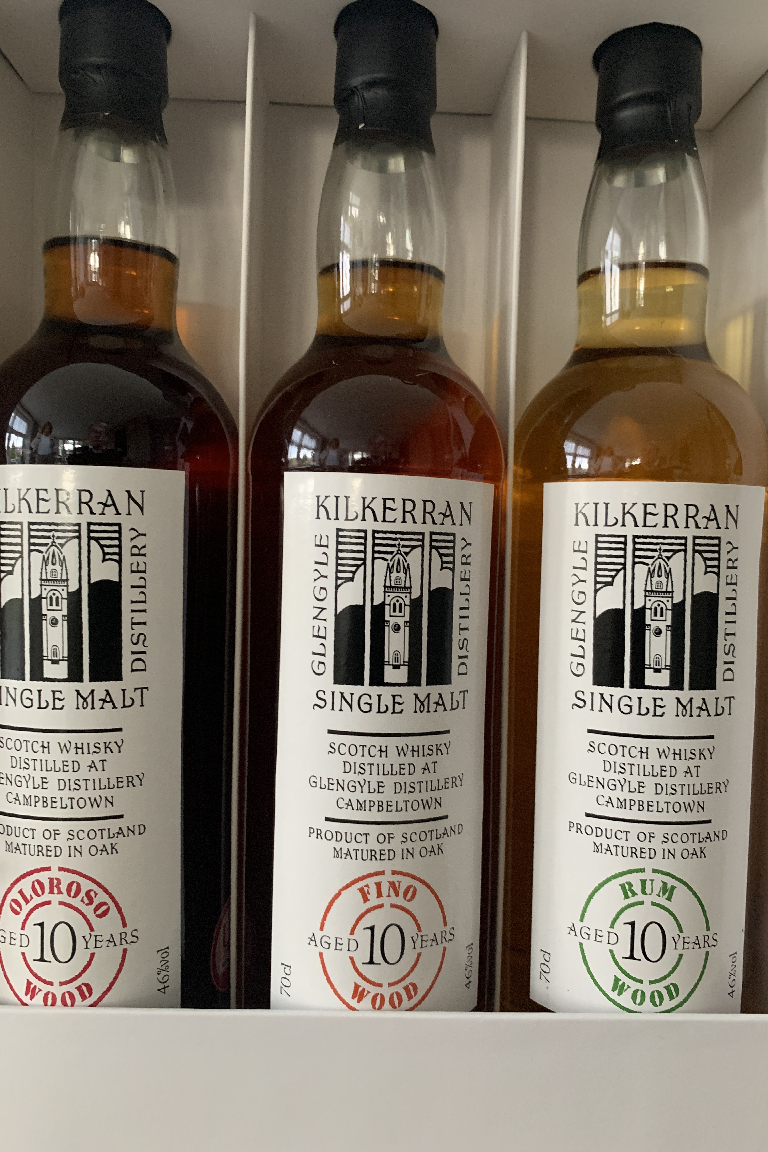 ILKERRAN
DISTILLERY
INGLE MALT
SCOTCH WHISKY
DISTILLED AT
ENGYLE DISTILLERY
CAMPBELTOWN
ODUCT OF SCOTLAND
MATURED IN OAK
OLOROSO
GED 10 YEARS
WOOD
46%vol
KILKERRAN
GLENGYLE
DISTILLERY
SINGLE MALT
SCOTCH WHISKY
DISTILLED AT
GLENGYLE DISTILLERY
CAMPBELTOWN
PRODUCT OF SCOTLAND
MATURED IN OAK
FINO
AGED 10 YEARS
WOOD
70cl
46%vol
KILKERRAN
GLENGYLE
DISTILLERY
SINGLE MALT
SCOTCH WHISKY
DISTILLED AT
GLENGYLE DISTILLERY
CAMPBELTOWN
PRODUCT OF SCOTLAND
MATURED IN OAK
RUM
AGED 10 YEARS
WOOD
70cl
46%vol